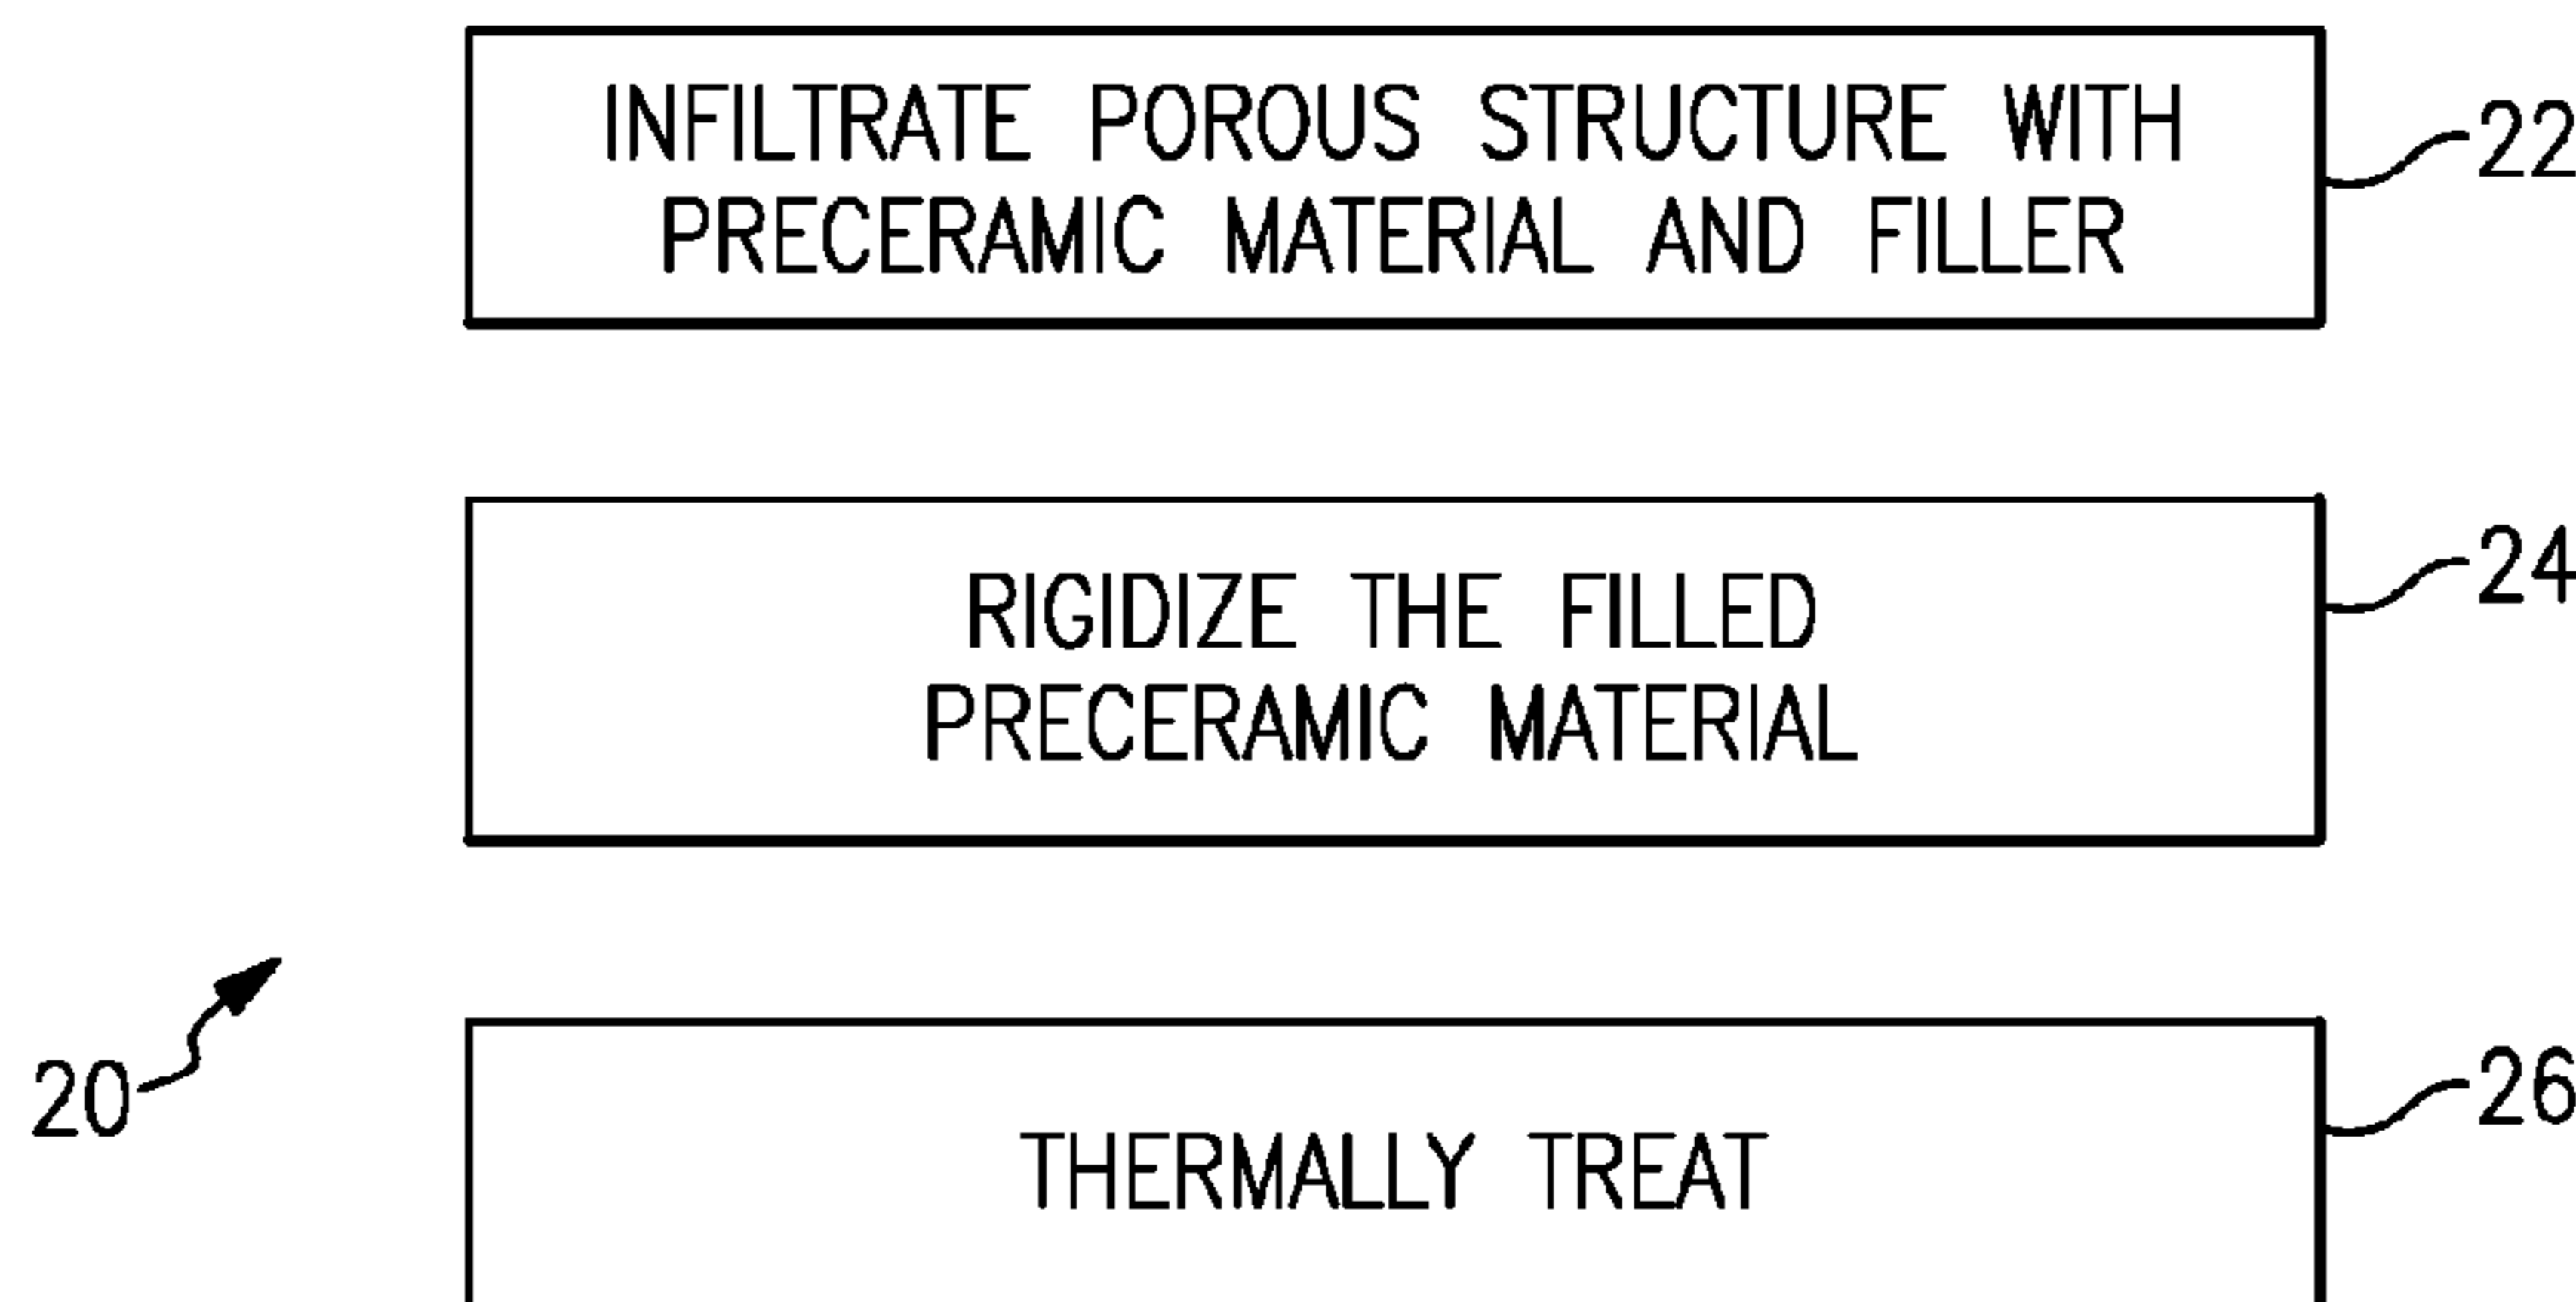 INFILTRATE POROUS STRUCTURE WITH
PRECERAMIC MATERIAL AND FILLER
22
RIGIDIZE THE FILLED
PRECERAMIC MATERIAL
24
20
THERMALLY TREAT
26